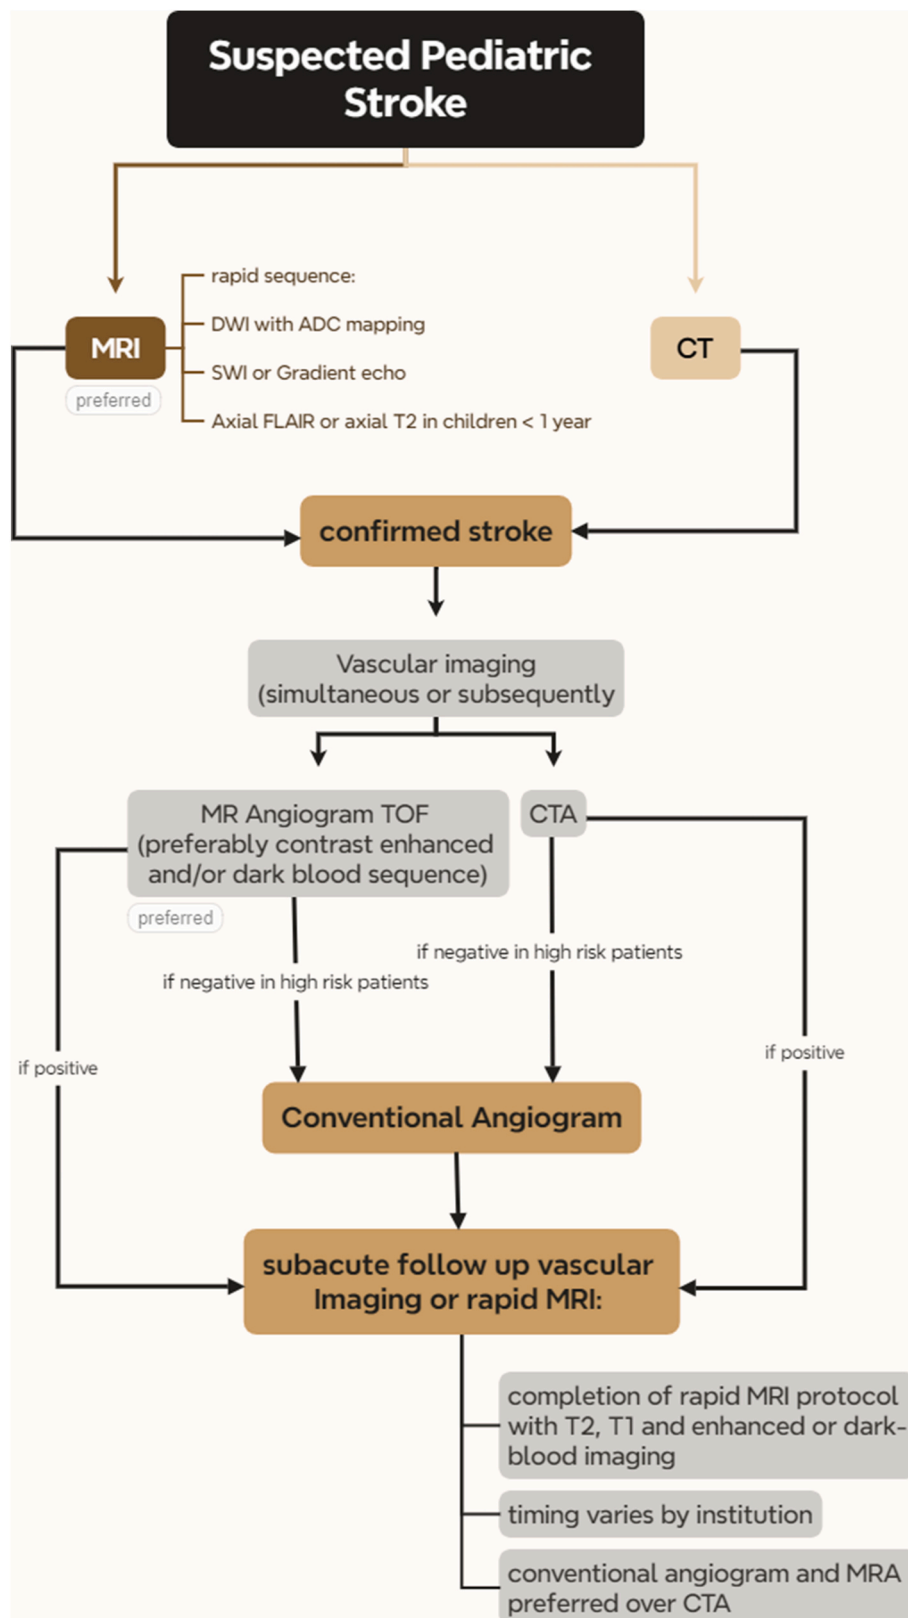 Suspected Pediatric
Stroke
rapid sequence:
DWI with ADC mapping
SWI or Gradient echo
Axial FLAIR or axial T2 in children < 1 year
MRI
preferred
CT
confirmed stroke
Vascular imaging
(simultaneous or subsequently
MR Angiogram TOF
(preferably contrast enhanced
and/or dark blood sequence)
preferred
CTA
if negative in high risk patients
if negative in high risk patients
if positive
if positive
Conventional Angiogram
subacute follow up vascular
Imaging or rapid MRI:
completion of rapid MRI protocol
with T2, T1 and enhanced or dark-
blood imaging
timing varies by institution
conventional angiogram and MRA
preferred over CTA